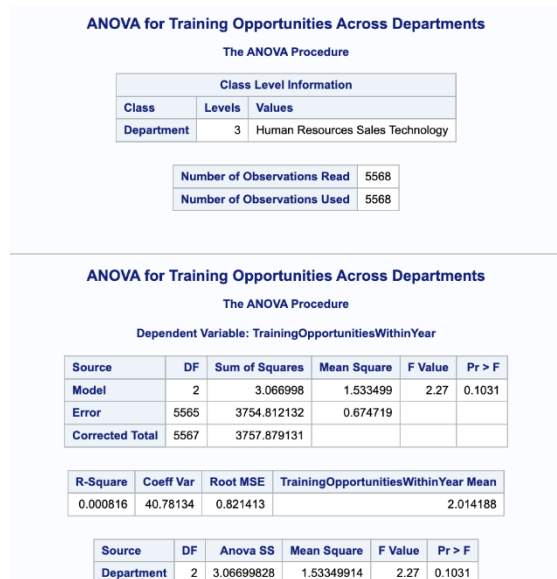 ANOVA for Training Opportunities Across Departments
The ANOVA Procedure
Class Level Information
Class Levels Values
Department 3 Human Resources Sales Technology
Number of Observations Read 5568
Number of Observations Used 5568
ANOVA for Training Opportunities Across Departments
The ANOVA Procedure
Dependent Variable: TrainingOpportunitiesWithinYear
Source DF Sum of Squares Mean Square F Value Pr > F
Model 2 3.066998 1.533499 2.27 0.1031
Error 5565 3754.812132 0.674719
Corrected Total 5567 3757.879131
R-Square Coeff Var Root MSE TrainingOpportunitiesWithinYear Mean
0.000816 40.78134 0.821413 2.014188
Source DF Anova SS Mean Square F Value Pr > F
Department 2 3.06699828 1.53349914 2.27 0.1031